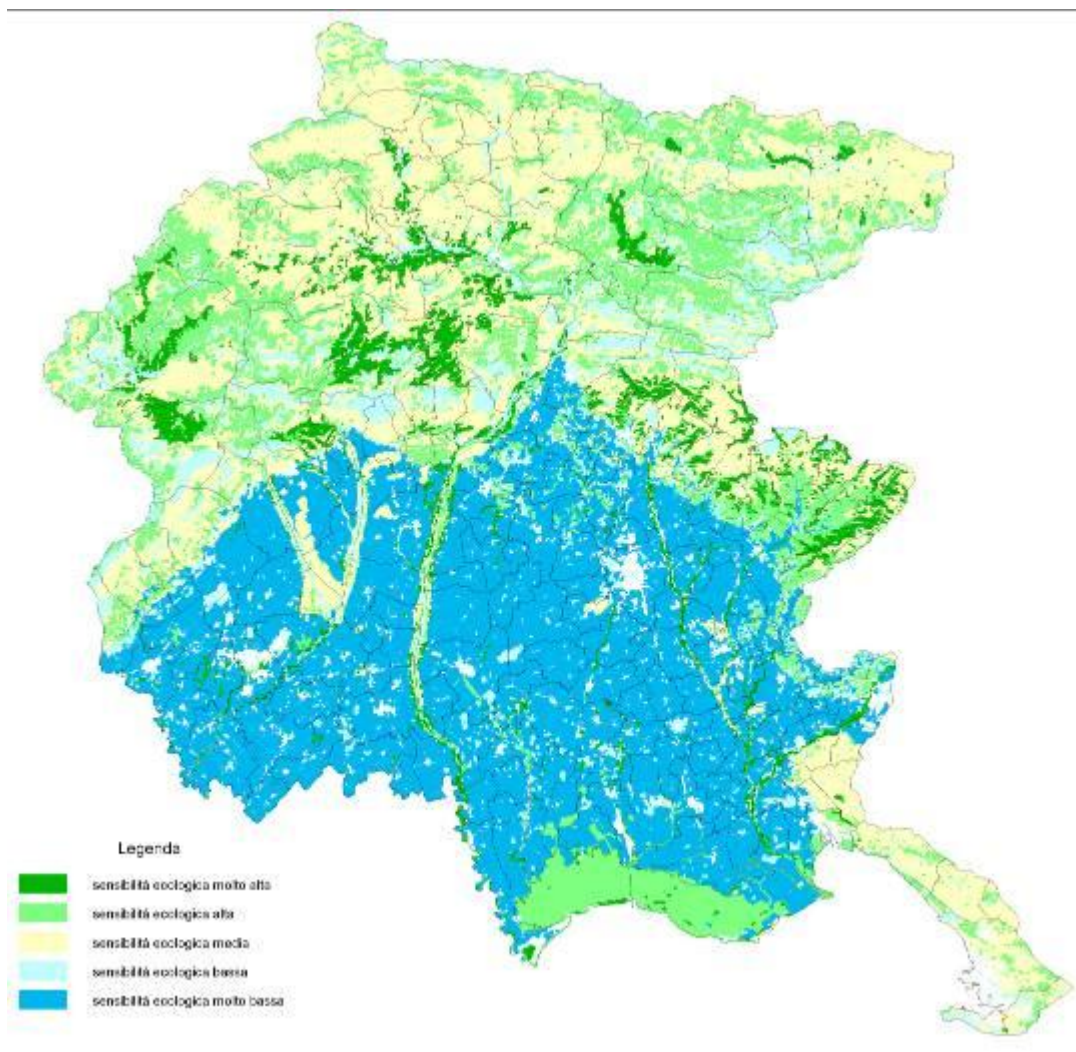 Legenda
sensibilità ecologica molto alta
sensibilità ecologica alta
sensibilità ecologica media
sensibilità ecologica bassa
sensibilità ecologica molto bassa